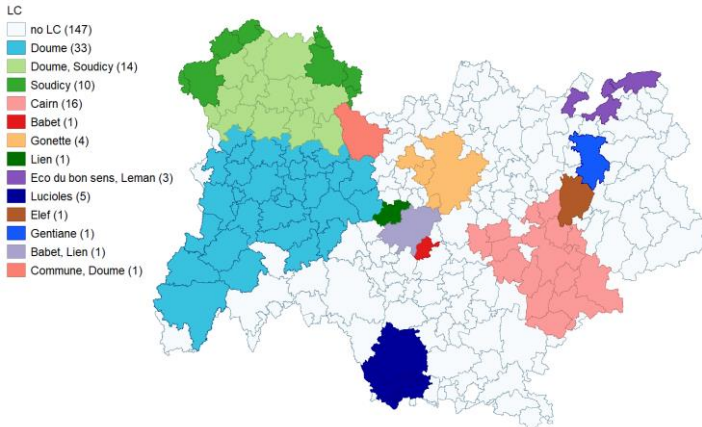 LC
no LC (147)
Doume (33)
Doume, Soudicy (14)
Soudicy (10)
Cairn (16)
Babet (1)
Gonette (4)
Lien (1)
Eco du bon sens, Leman (3)
Lucioles (5)
Elef (1)
Gentiane (1)
Babet, Lien (1)
Commune, Doume (1)